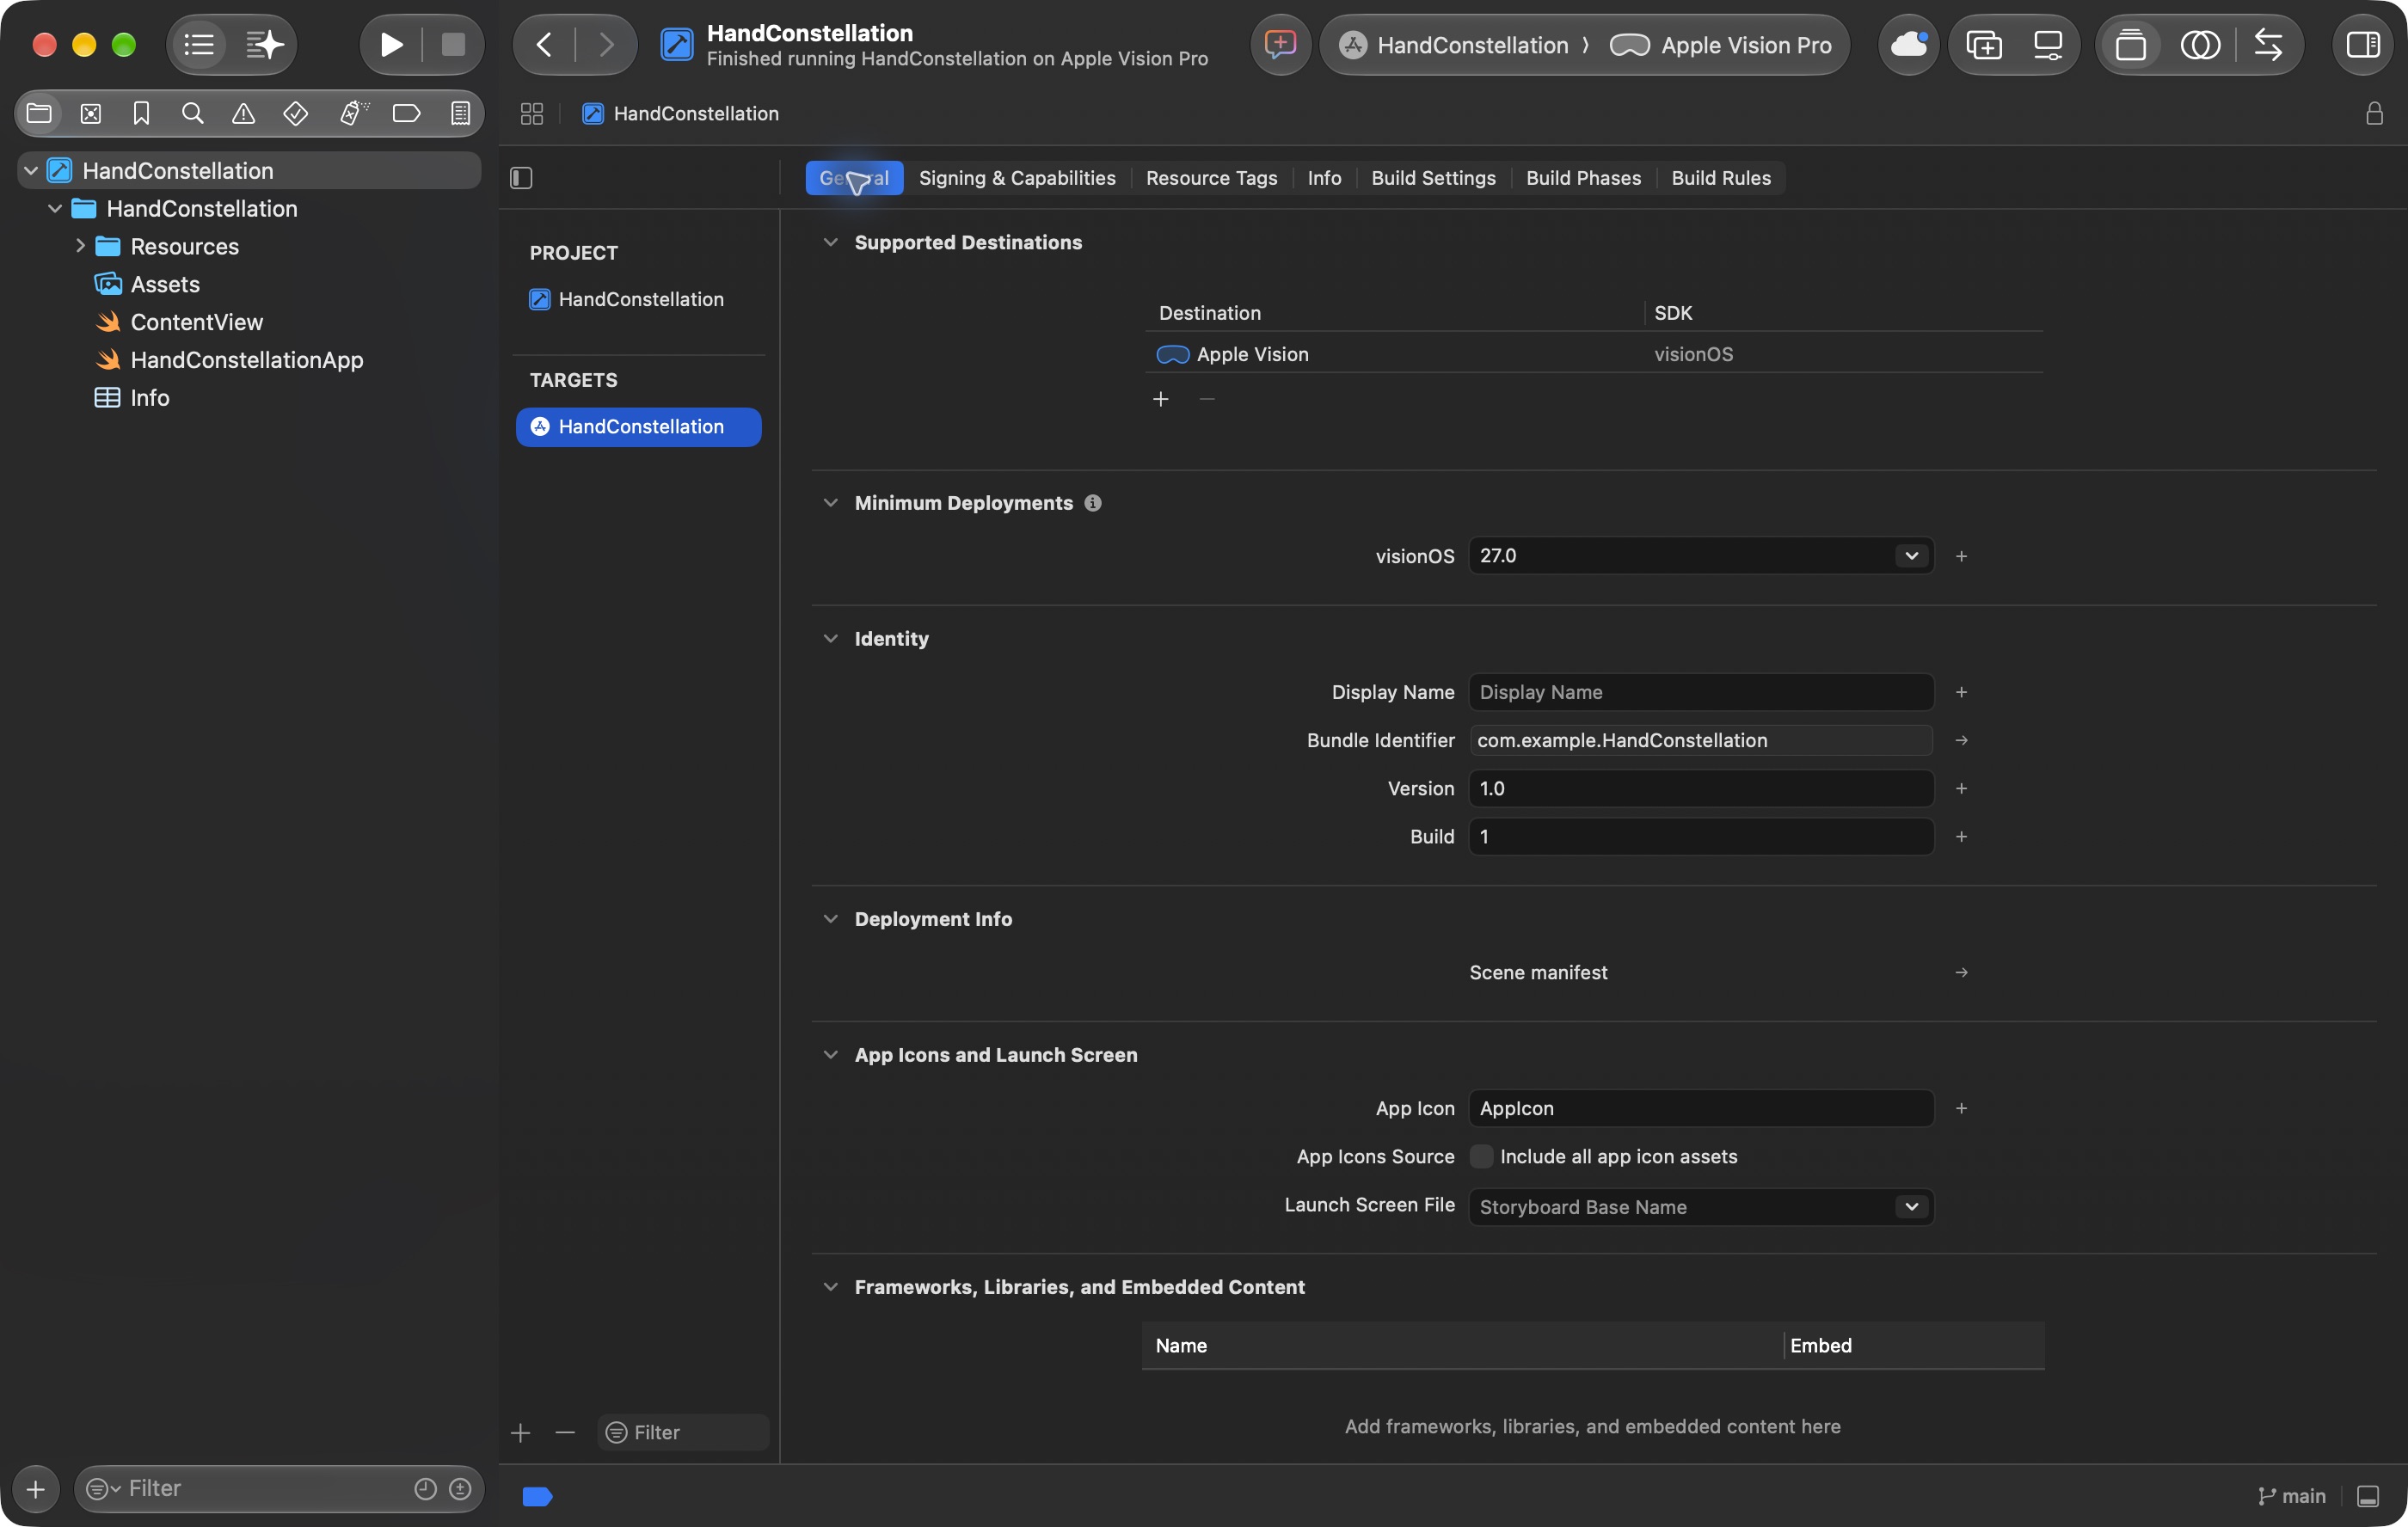 HandConstellation
Finished running HandConstellation on Apple Vision Pro
HandConstellation
Apple Vision Pro
HandConstellation
HandConstellation
HandConstellation
Resources
Assets
ContentView
HandConstellationApp
Info
Filter
PROJECT
HandConstellation
TARGETS
HandConstellation
Filter
General
Signing & Capabilities
Resource Tags
Info
Build Settings
Build Phases
Build Rules
Supported Destinations
Destination
SDK
Apple Vision
visionOS
Minimum Deployments
visionOS
27.0
Identity
Display Name
Display Name
Bundle Identifier
com.example.HandConstellation
Version
1.0
Build
1
Deployment Info
Scene manifest
App Icons and Launch Screen
App Icon
AppIcon
App Icons Source
Include all app icon assets
Launch Screen File
Storyboard Base Name
Frameworks, Libraries, and Embedded Content
Name
Embed
Add frameworks, libraries, and embedded content here
main